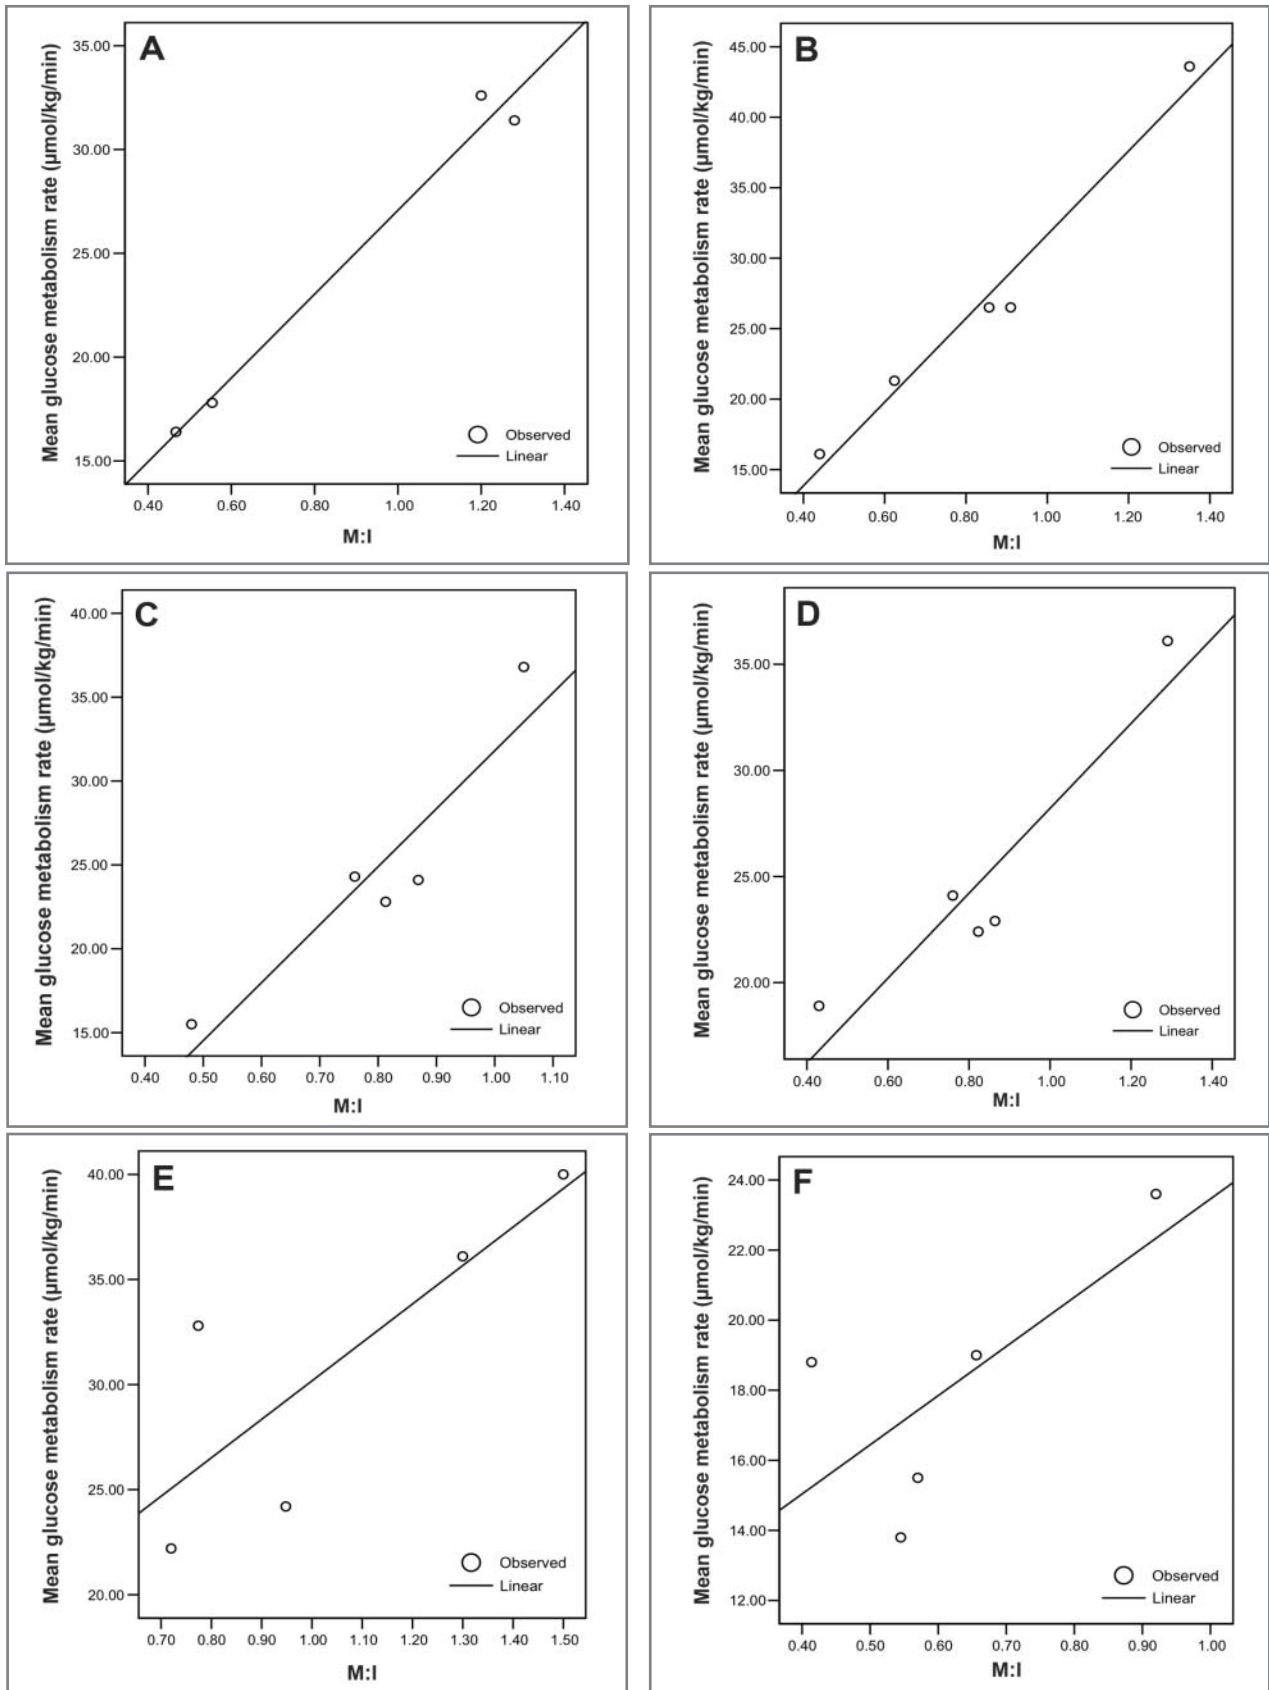 A
Mean glucose metabolism rate (μmol/kg/min)
35.00
30.00
25.00
20.00
15.00
Observed
Linear
0.40 0.60 0.80 1.00 1.20 1.40
M:I
B
Mean glucose metabolism rate (μmol/kg/min)
45.00
40.00
35.00
30.00
25.00
20.00
15.00
Observed
Linear
0.40 0.60 0.80 1.00 1.20 1.40
M:I
C
Mean glucose metabolism rate (μmol/kg/min)
40.00
35.00
30.00
25.00
20.00
15.00
Observed
Linear
0.40 0.50 0.60 0.70 0.80 0.90 1.00 1.10
M:I
D
Mean glucose metabolism rate (μmol/kg/min)
35.00
30.00
25.00
20.00
Observed
Linear
0.40 0.60 0.80 1.00 1.20 1.40
M:I
E
Mean glucose metabolism rate (μmol/kg/min)
40.00
35.00
30.00
25.00
20.00
Observed
Linear
0.70 0.80 0.90 1.00 1.10 1.20 1.30 1.40 1.50
M:I
F
Mean glucose metabolism rate (μmol/kg/min)
24.00
22.00
20.00
18.00
16.00
14.00
12.00
Observed
Linear
0.40 0.50 0.60 0.70 0.80 0.90 1.00
M:I